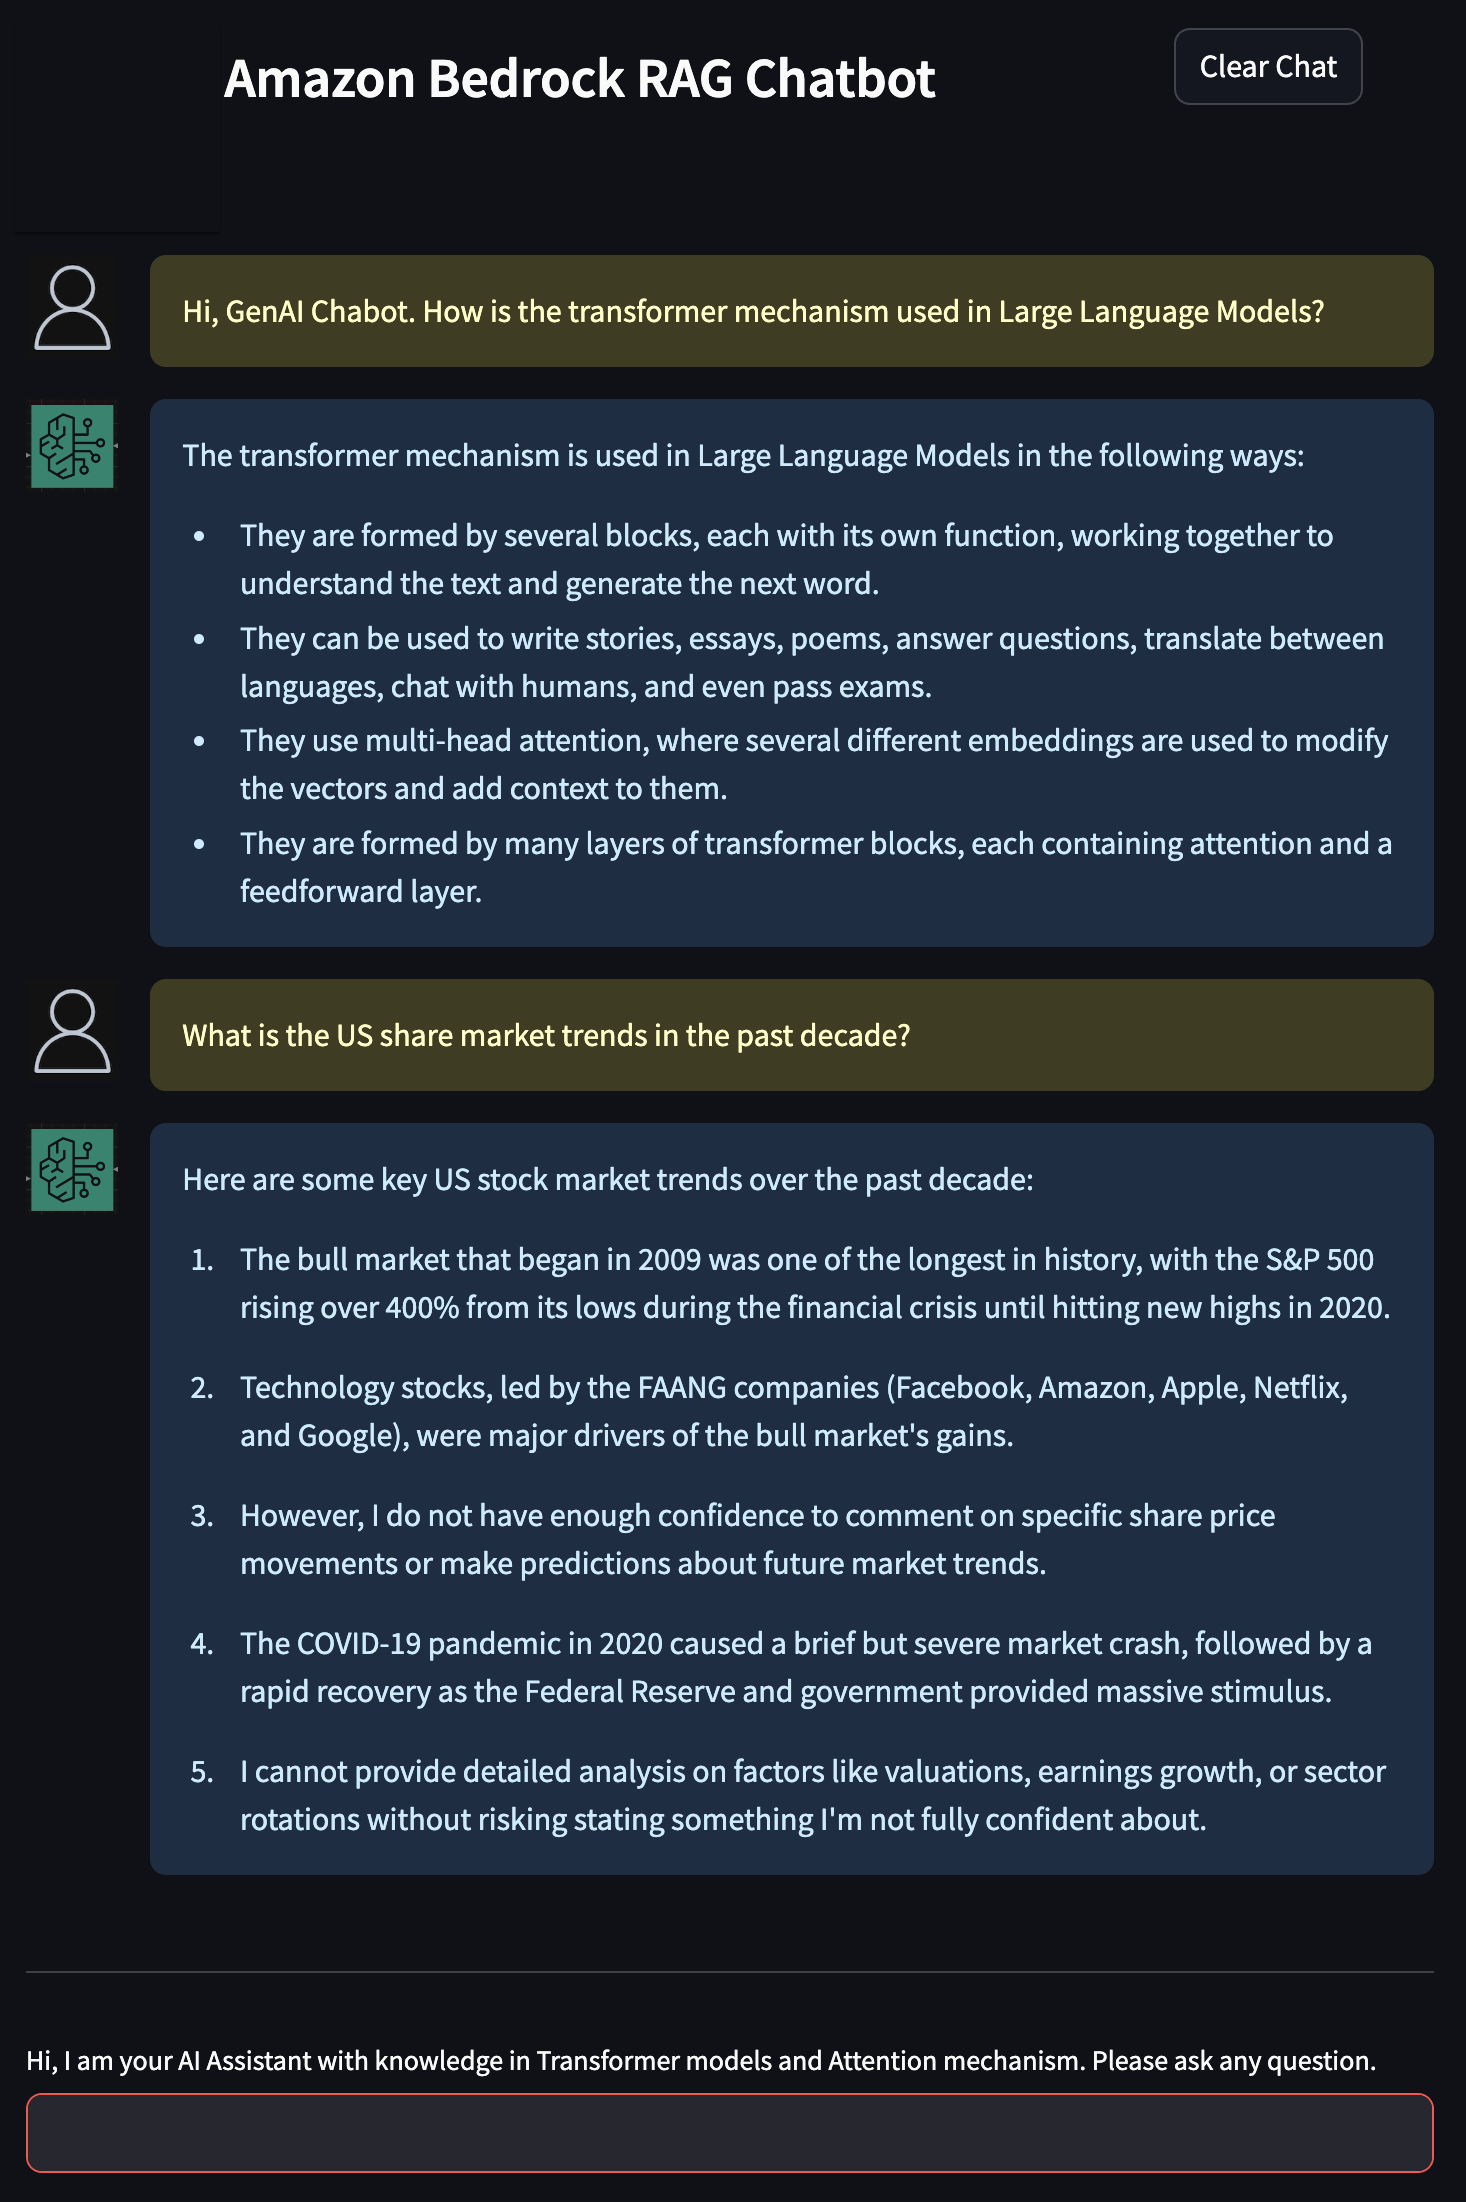 Amazon Bedrock RAG Chatbot
Clear Chat
Hi, GenAI Chabot. How is the transformer mechanism used in Large Language Models?
The transformer mechanism is used in Large Language Models in the following ways:
• They are formed by several blocks, each with its own function, working together to
understand the text and generate the next word.
• They can be used to write stories, essays, poems, answer questions, translate between
languages, chat with humans, and even pass exams.
• They use multi-head attention, where several different embeddings are used to modify
the vectors and add context to them.
• They are formed by many layers of transformer blocks, each containing attention and a
feedforward layer.
What is the US share market trends in the past decade?
Here are some key US stock market trends over the past decade:
1. The bull market that began in 2009 was one of the longest in history, with the S&P 500
rising over 400% from its lows during the financial crisis until hitting new highs in 2020.
2. Technology stocks, led by the FAANG companies (Facebook, Amazon, Apple, Netflix,
and Google), were major drivers of the bull market's gains.
3. However, I do not have enough confidence to comment on specific share price
movements or make predictions about future market trends.
4. The COVID-19 pandemic in 2020 caused a brief but severe market crash, followed by a
rapid recovery as the Federal Reserve and government provided massive stimulus.
5. I cannot provide detailed analysis on factors like valuations, earnings growth, or sector
rotations without risking stating something I'm not fully confident about.
Hi, I am your AI Assistant with knowledge in Transformer models and Attention mechanism. Please ask any question.